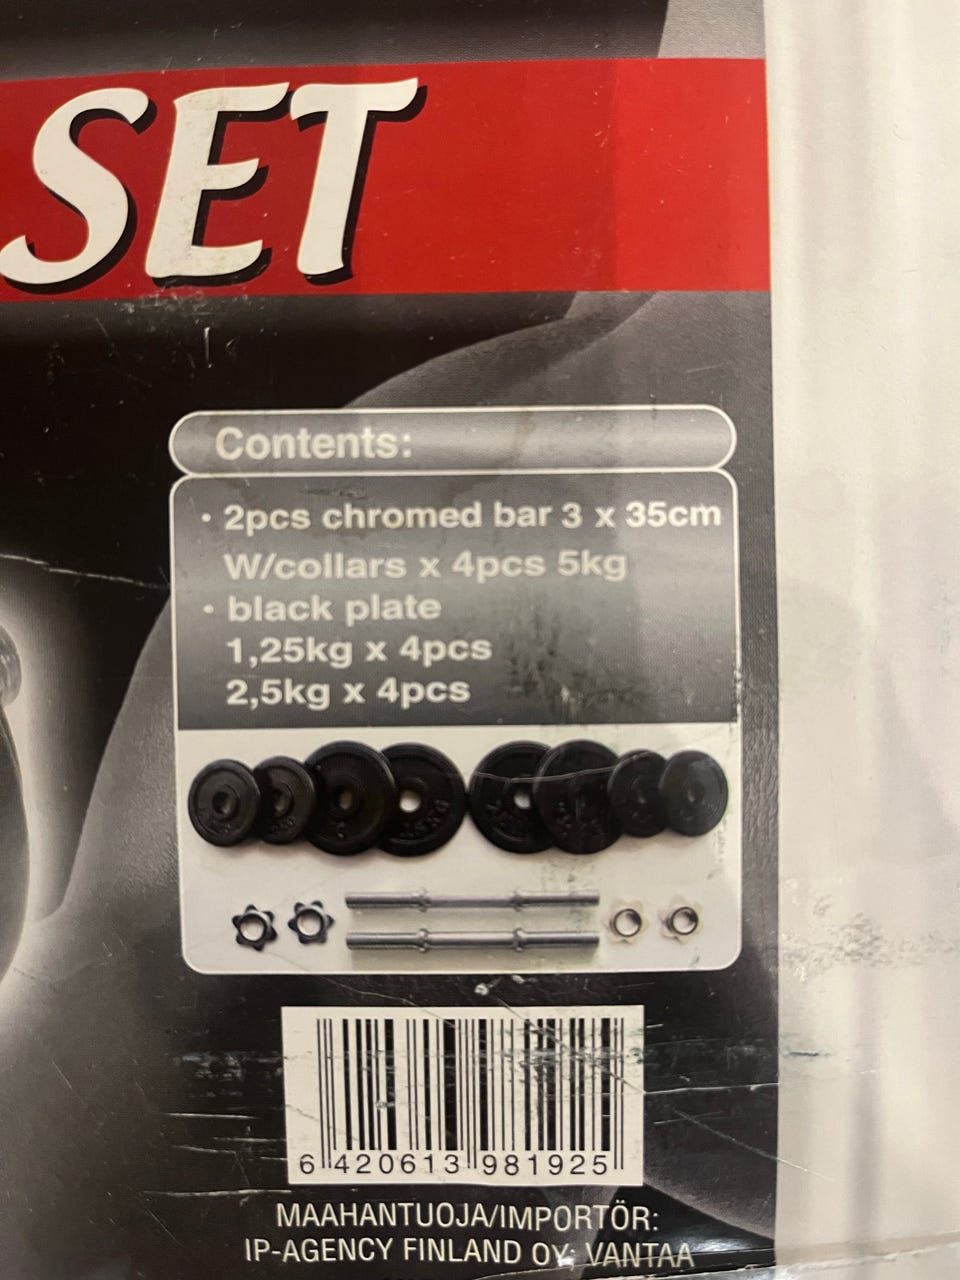 SET
Contents:
• 2pcs chromed bar 3 x 35cm
W/collars x 4pcs 5kg
• black plate
1,25kg x 4pcs
2,5kg x 4pcs
6 420613 981925
MAAHANTUOJA/IMPORTÖR:
IP-AGENCY FINLAND OY; VANTAA